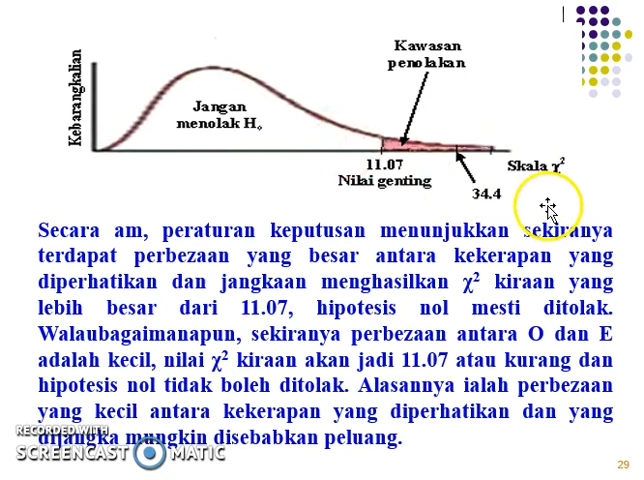 Kawasan
penolakan
Kebarangkalian
Jangan
menolak H₀
11.07
Nilai genting
Skala χ²
34.4
Secara am, peraturan keputusan menunjukkan sekiranya
terdapat perbezaan yang besar antara kekerapan yang
diperhatikan dan jangkaan menghasilkan χ² kiraan yang
lebih besar dari 11.07, hipotesis nol mesti ditolak.
Walaubagaimanapun, sekiranya perbezaan antara O dan E
adalah kecil, nilai χ² kiraan akan jadi 11.07 atau kurang dan
hipotesis nol tidak boleh ditolak. Alasannya ialah perbezaan
yang kecil antara kekerapan yang diperhatikan dan yang
dijangka mungkin disebabkan peluang.
RECORDED WITH
SCREENCAST MATIC
29